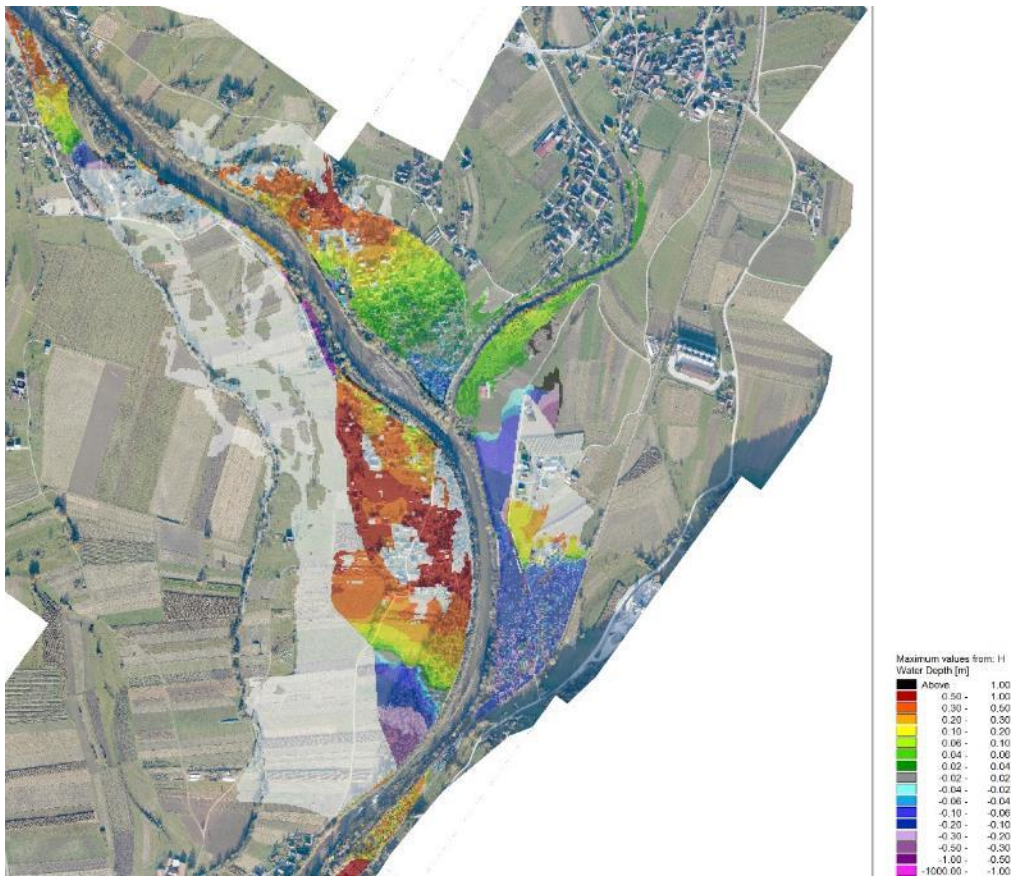 Maximum values from: H
Water Depth [m]
Above 1.00
0.50 - 1.00
0.30 - 0.50
0.20 - 0.30
0.10 - 0.20
0.06 - 0.10
0.04 - 0.06
0.02 - 0.04
-0.02 - 0.02
-0.04 - -0.02
-0.06 - -0.04
-0.10 - -0.06
-0.20 - -0.10
-0.30 - -0.20
-0.50 - -0.30
-1.00 - -0.50
-1000.00 - -1.00